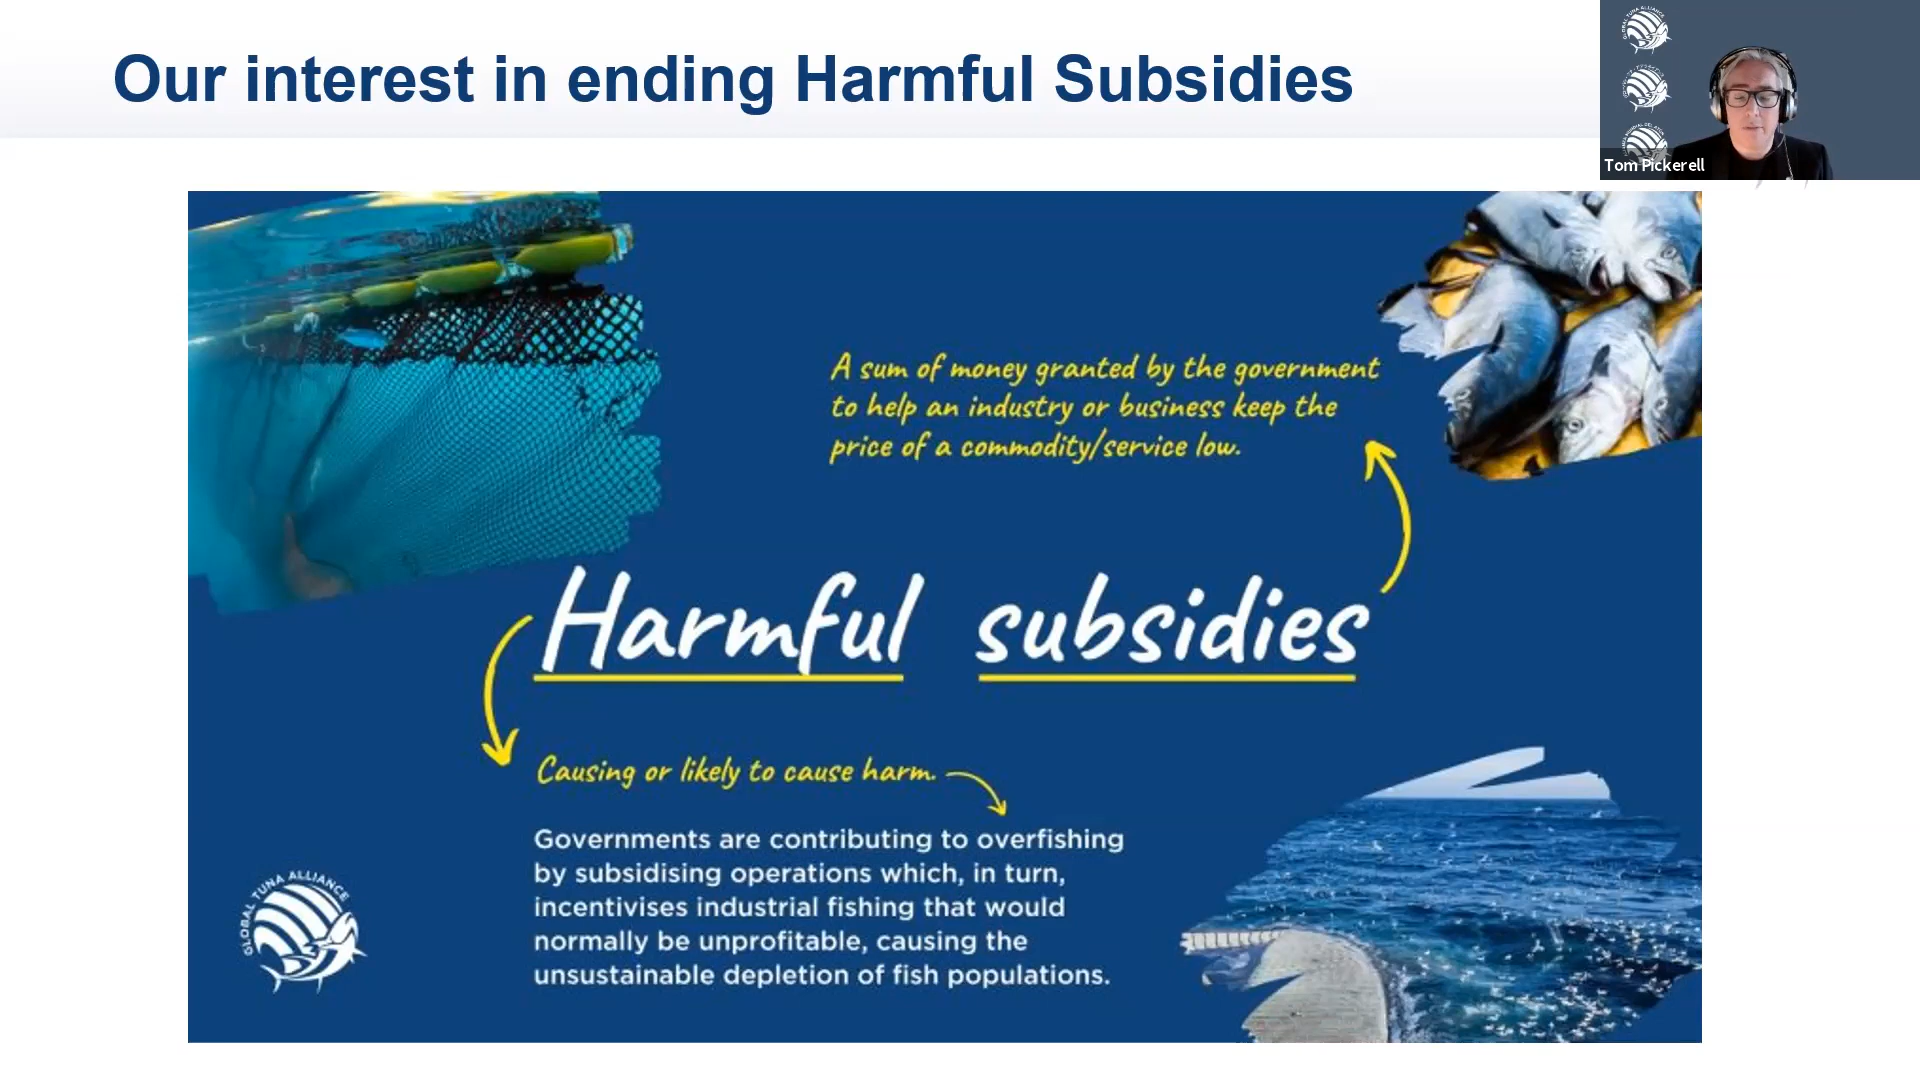 Our interest in ending Harmful Subsidies
Tom Pickerell
A sum of money granted by the government
to help an industry or business keep the
price of a commodity/service low.
Harmful subsidies
Causing or likely to cause harm.
Governments are contributing to overfishing
by subsidising operations which, in turn,
incentivises industrial fishing that would
normally be unprofitable, causing the
unsustainable depletion of fish populations.
GLOBAL TUNA ALLIANCE
GLOBAL TUNA ALLIANCE